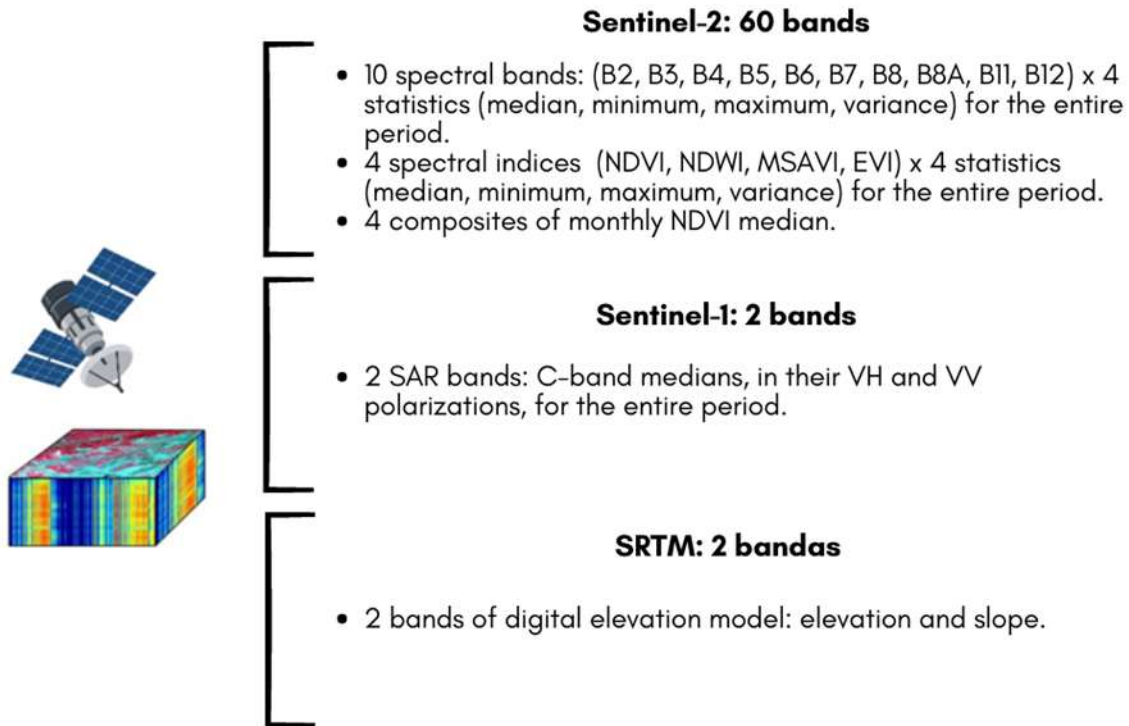 Sentinel-2: 60 bands
• 10 spectral bands: (B2, B3, B4, B5, B6, B7, B8, B8A, B11, B12) x 4
statistics (median, minimum, maximum, variance) for the entire
period.
• 4 spectral indices (NDVI, NDWI, MSAVI, EVI) x 4 statistics
(median, minimum, maximum, variance) for the entire period.
• 4 composites of monthly NDVI median.
Sentinel-1: 2 bands
• 2 SAR bands: C-band medians, in their VH and VV
polarizations, for the entire period.
SRTM: 2 bandas
• 2 bands of digital elevation model: elevation and slope.